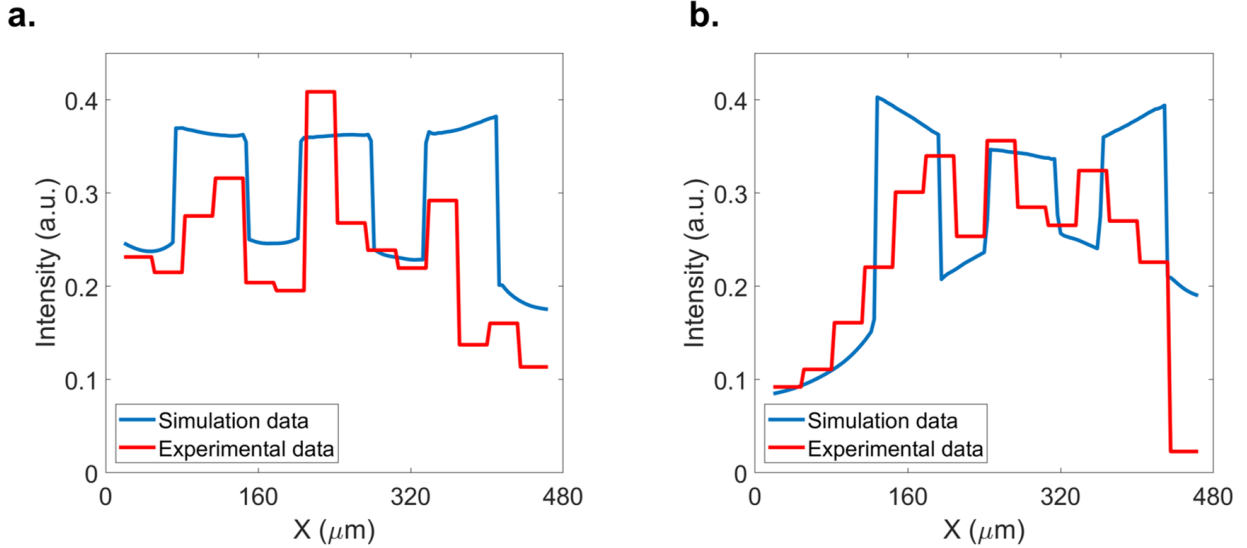 a.
b.
Intensity (a.u.)
0.4
0.3
0.2
0.1
0
Simulation data
Experimental data
0
160
320
480
X (μm)
Intensity (a.u.)
0.4
0.3
0.2
0.1
0
Simulation data
Experimental data
0
160
320
480
X (μm)